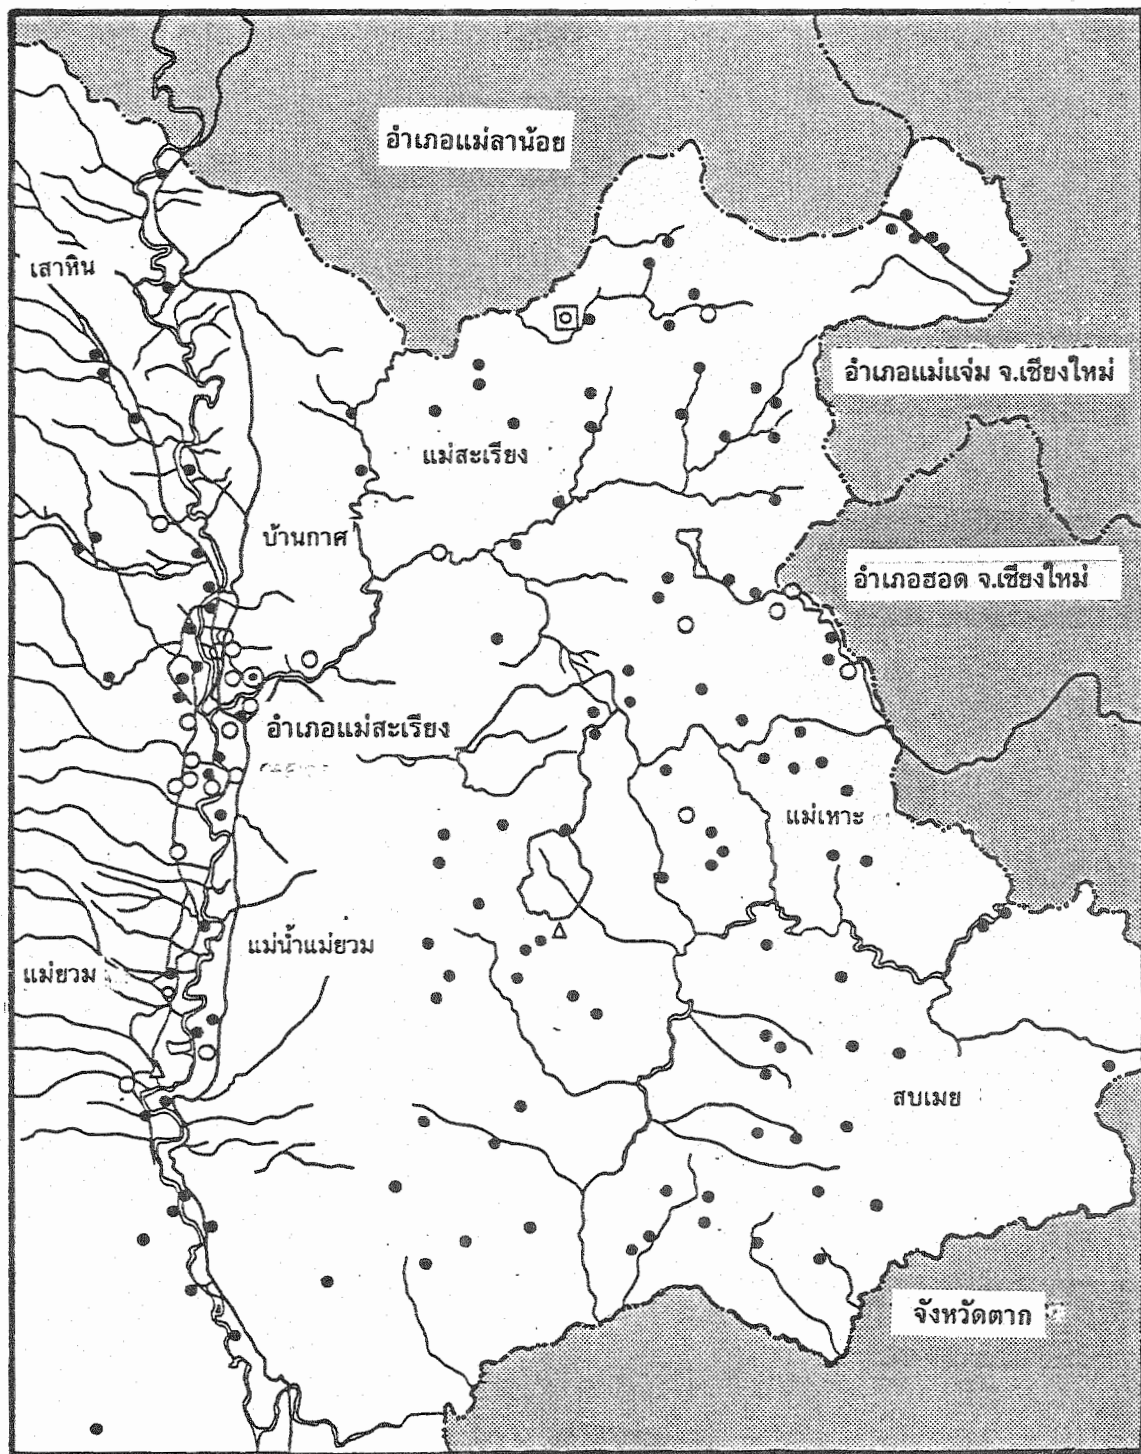 อำเภอแม่ลาน้อย
เสาหิน
อำเภอแม่แจ่ม จ.เชียงใหม่
แม่สะเรียง
บ้านกาศ
อำเภอฮอด จ.เชียงใหม่
อำเภอแม่สะเรียง
แม่เหาะ
แม่น้ำแม่ยวม
แม่ยวม
สบเมย
จังหวัดตาก